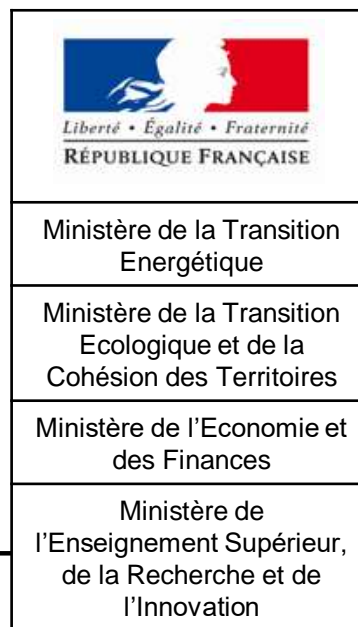 Liberté • Égalité • Fraternité
RÉPUBLIQUE FRANÇAISE
Ministère de la Transition
Energétique
Ministère de la Transition
Ecologique et de la
Cohésion des Territoires
Ministère de l’Economie et
des Finances
Ministère de
l’Enseignement Supérieur,
de la Recherche et de
l’Innovation